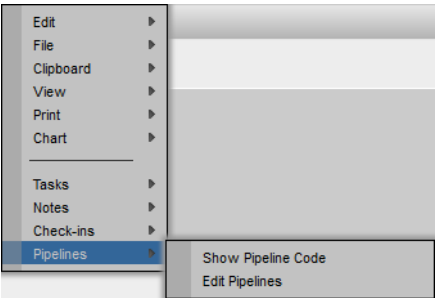 Edit
File
Clipboard
View
Print
Chart
Tasks
Notes
Check-ins
Pipelines
Show Pipeline Code
Edit Pipelines